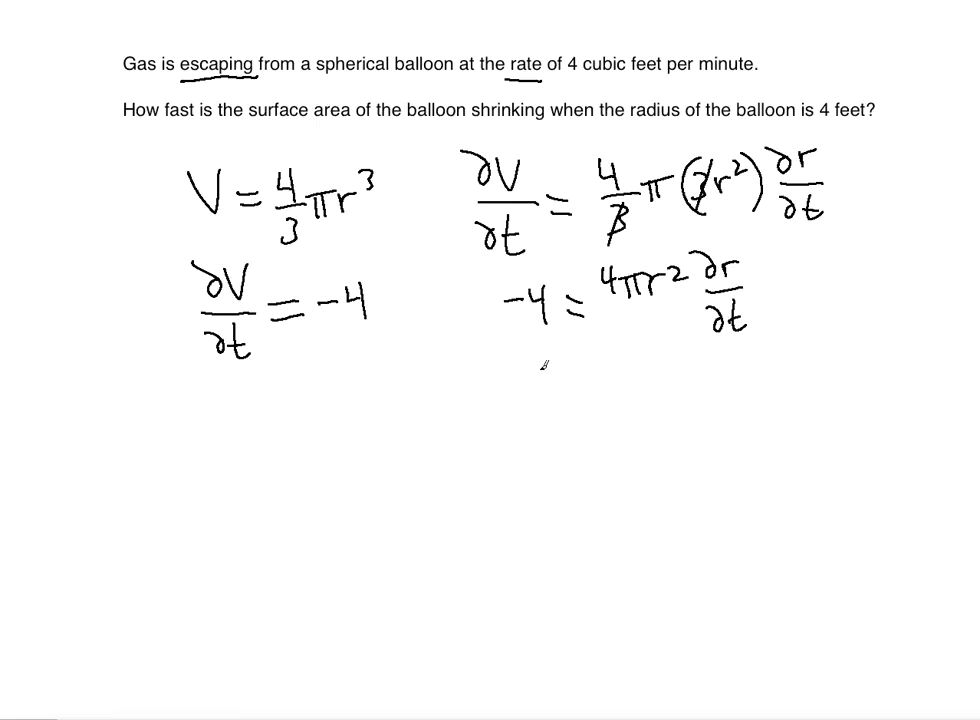 Gas is escaping from a spherical balloon at the rate of 4 cubic feet per minute.
How fast is the surface area of the balloon shrinking when the radius of the balloon is 4 feet?
V = 4/3 πr³
∂V/∂t = 4/3 π(3r²) ∂r/∂t
∂V/∂t = -4
-4 = 4πr² ∂r/∂t